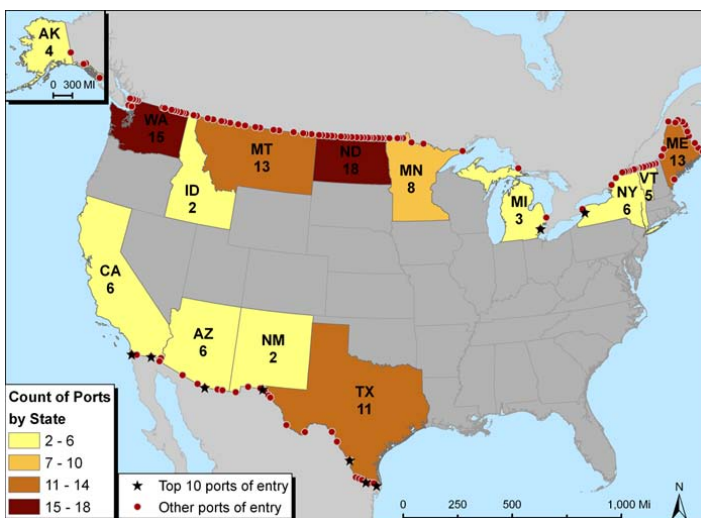 AK
4
0 300 MI
WA
15
MT
13
ND
18
MN
8
ID
2
MI
3
NY
6
VT
5
ME
13
CA
6
AZ
6
NM
2
TX
11
Count of Ports
by State
2 - 6
7 - 10
11 - 14
15 - 18
Top 10 ports of entry
Other ports of entry
0 250 500 1,000 Mi
N